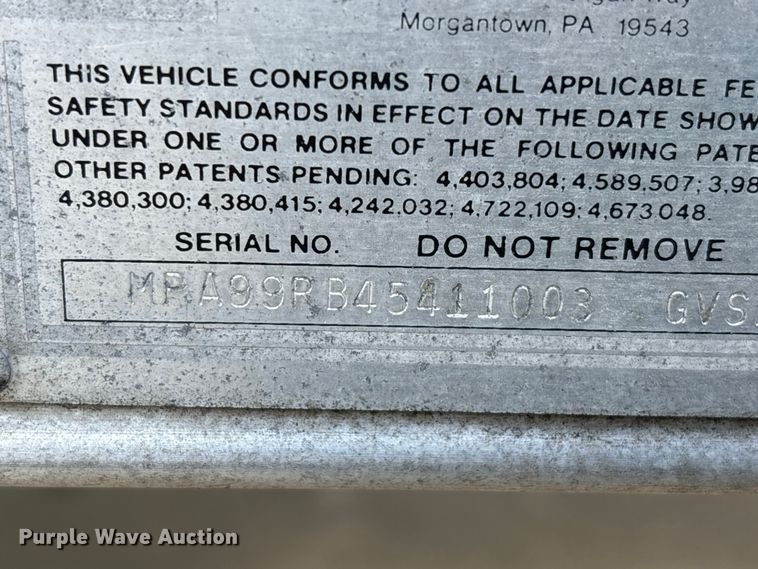 Way
Morgantown, PA 19543
THIS VEHICLE CONFORMS TO ALL APPLICABLE FE
SAFETY STANDARDS IN EFFECT ON THE DATE SHOW
UNDER ONE OR MORE OF THE FOLLOWING PATE
OTHER PATENTS PENDING: 4,403,804; 4,589,507; 3,98
4,380,300; 4,380,415; 4,242,032; 4,722,109; 4,673,048.
SERIAL NO. DO NOT REMOVE
MRA99RB45411003 GVS
Purple Wave Auction